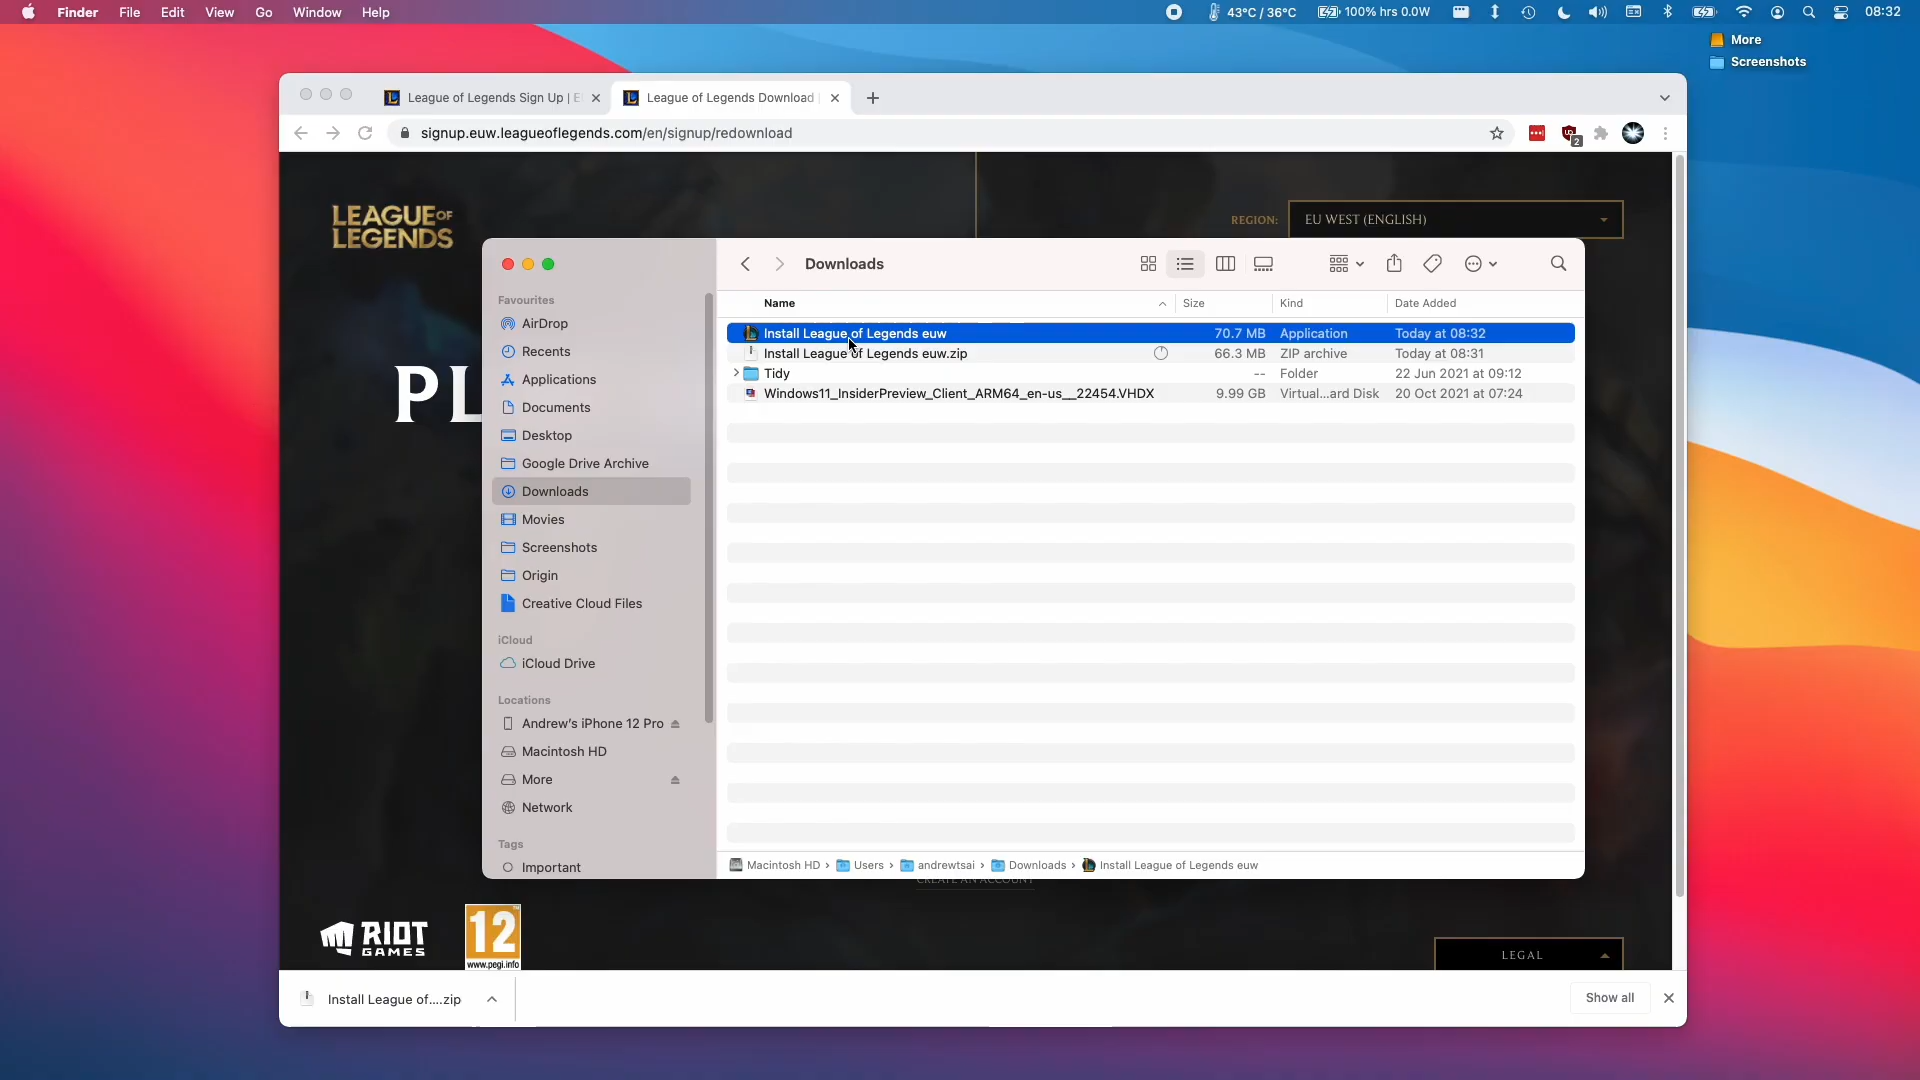 Finder File Edit View Go Window Help
43°C / 36°C 100% hrs 0.0W 08:32
More
Screenshots
League of Legends Sign Up | E
League of Legends Download |
signup.euw.leagueoflegends.com/en/signup/redownload
2
LEAGUE OF
LEGENDS
REGION: EU WEST (ENGLISH)
PL
Downloads
Favourites
AirDrop
Recents
Applications
Documents
Desktop
Google Drive Archive
Downloads
Movies
Screenshots
Origin
Creative Cloud Files
iCloud
iCloud Drive
Locations
Andrew's iPhone 12 Pro
Macintosh HD
More
Network
Tags
Important
Name Size Kind Date Added
Install League of Legends euw 70.7 MB Application Today at 08:32
Install League of Legends euw.zip 66.3 MB ZIP archive Today at 08:31
Tidy -- Folder 22 Jun 2021 at 09:12
Windows11_InsiderPreview_Client_ARM64_en-us__22454.VHDX 9.99 GB Virtual...ard Disk 20 Oct 2021 at 07:24
Macintosh HD › Users › andrewtsai › Downloads › Install League of Legends euw
CREATE AN ACCOUNT
RIOT
GAMES
12
www.pegi.info
LEGAL
Install League of....zip
Show all